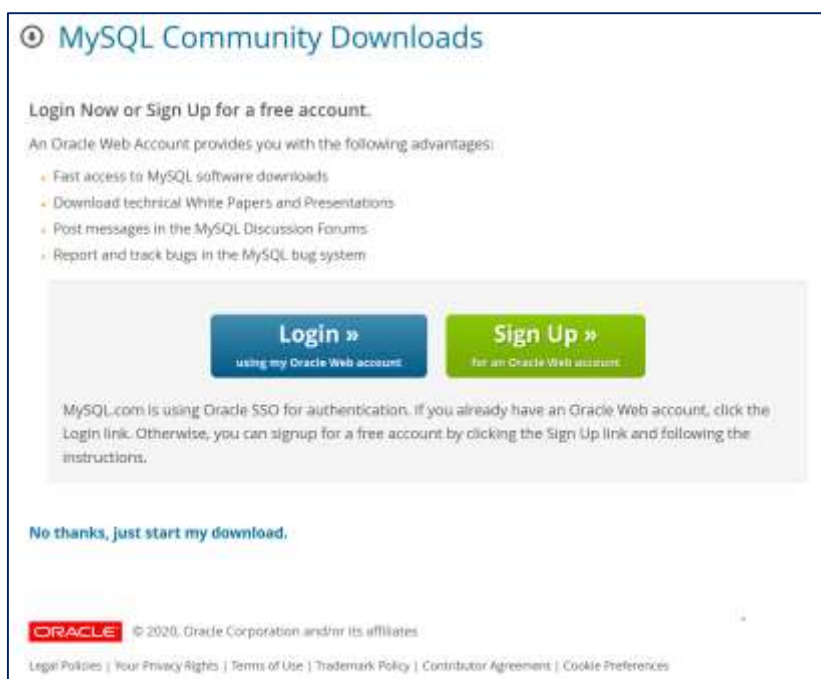 MySQL Community Downloads
Login Now or Sign Up for a free account.
An Oracle Web Account provides you with the following advantages:
Fast access to MySQL software downloads
Download technical White Papers and Presentations
Post messages in the MySQL Discussion Forums
Report and track bugs in the MySQL bug system
Login »
using my Oracle Web account
Sign Up »
for an Oracle Web account
MySQL.com is using Oracle SSO for authentication. If you already have an Oracle Web account, click the
Login link. Otherwise, you can signup for a free account by clicking the Sign Up link and following the
instructions.
No thanks, just start my download.
ORACLE © 2020, Oracle Corporation and/or its affiliates
Legal Policies | Your Privacy Rights | Terms of Use | Trademark Policy | Contributor Agreement | Cookie Preferences